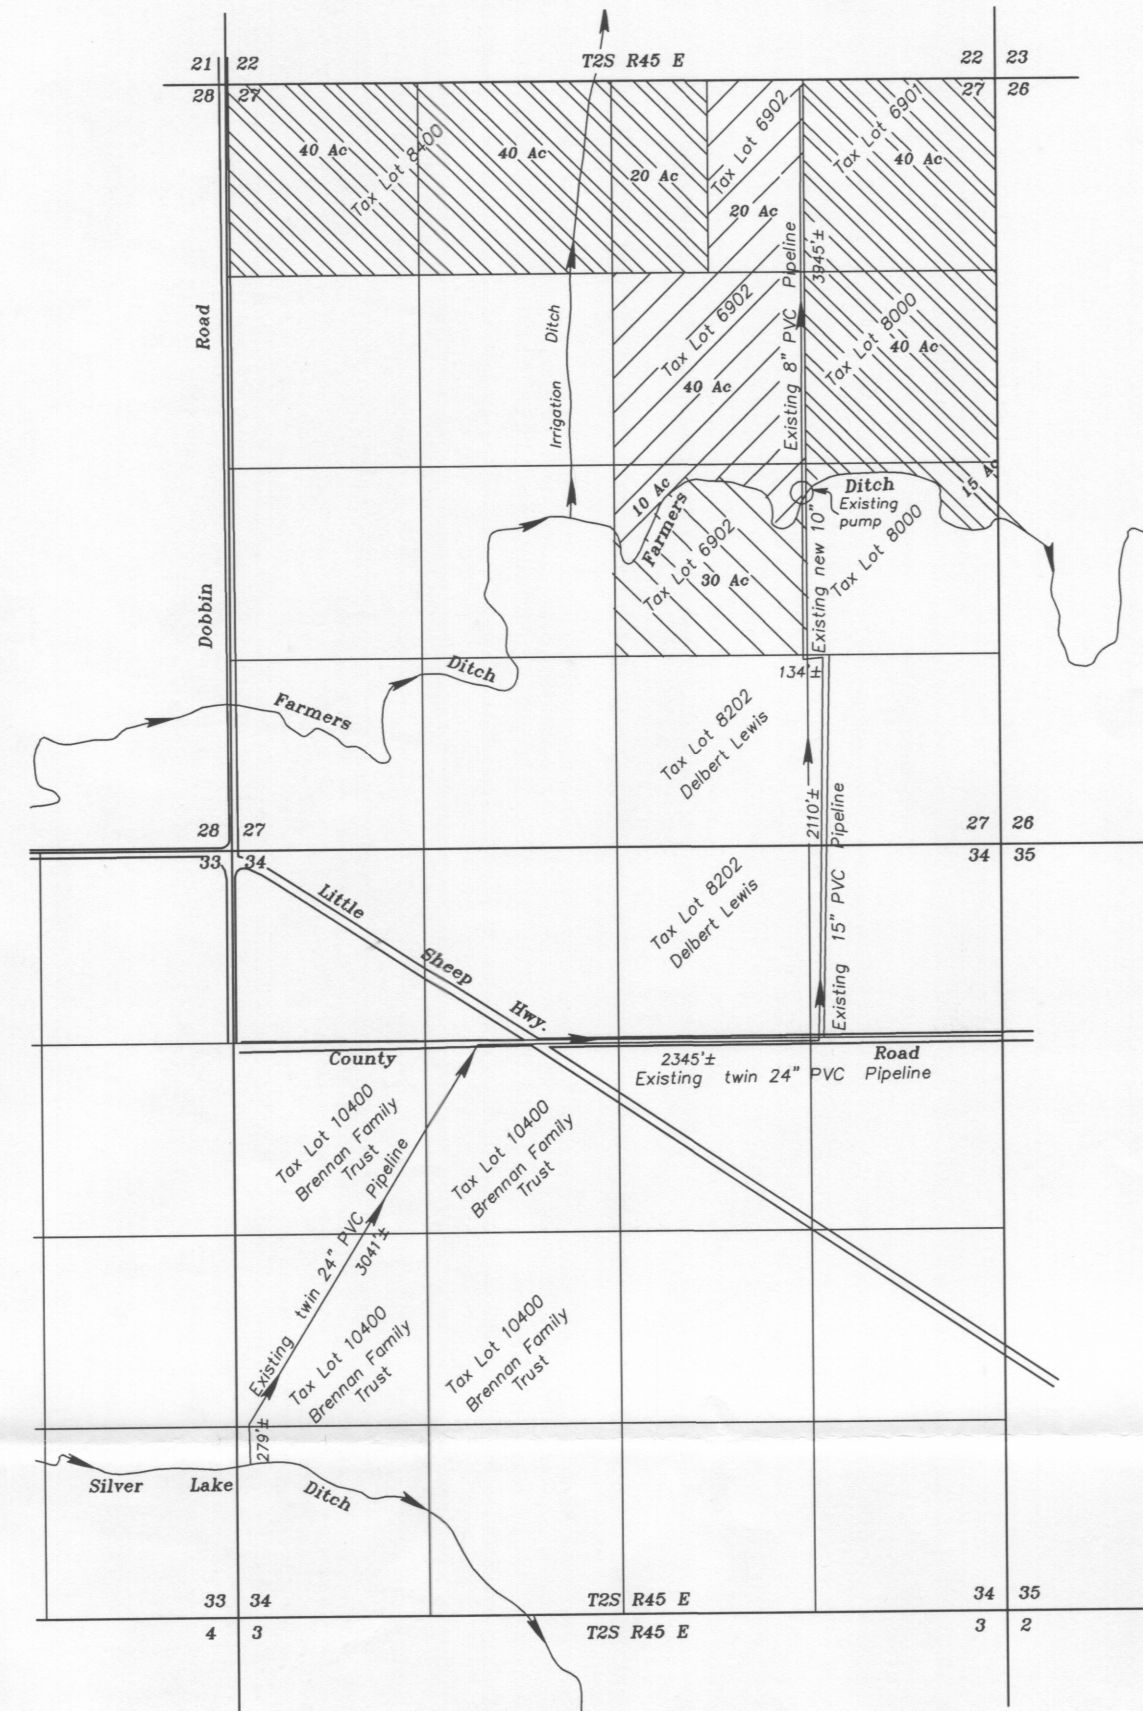 T2S R45 E
21 22
28 27
22 23
27 26
40 Ac
Tax Lot 8400
40 Ac
20 Ac
Tax Lot 6902
20 Ac
Tax Lot 6901
40 Ac
Existing 8" PVC Pipeline
3945'±
Road
Dobbin
Irrigation Ditch
Tax Lot 6902
40 Ac
Tax Lot 8000
40 Ac
10 Ac
Farmers
Ditch
15 Ac
Existing
pump
Tax Lot 6902
30 Ac
Existing new 10"
Tax Lot 8000
134'±
Farmers
Ditch
Tax Lot 8202
Delbert Lewis
2110'±
Existing 15" PVC Pipeline
28 27
33 34
27 26
34 35
Little Sheep Hwy.
Tax Lot 8202
Delbert Lewis
County
Road
2345'±
Existing twin 24" PVC Pipeline
Tax Lot 10400
Brennan Family
Trust
Tax Lot 10400
Brennan Family
Trust
Existing twin 24" PVC Pipeline
3041'±
Tax Lot 10400
Brennan Family
Trust
Tax Lot 10400
Brennan Family
Trust
279'±
Silver Lake Ditch
33 34
4 3
T2S R45 E
T2S R45 E
34 35
3 2